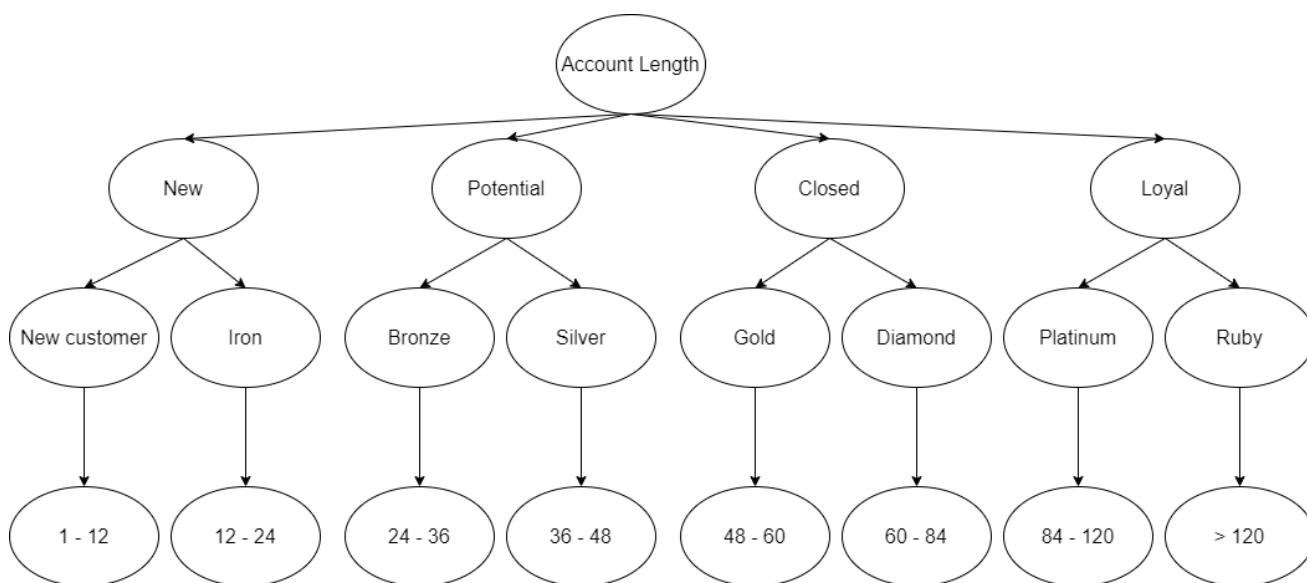 Account Length
New
Potential
Closed
Loyal
New customer
Iron
Bronze
Silver
Gold
Diamond
Platinum
Ruby
1 - 12
12 - 24
24 - 36
36 - 48
48 - 60
60 - 84
84 - 120
> 120